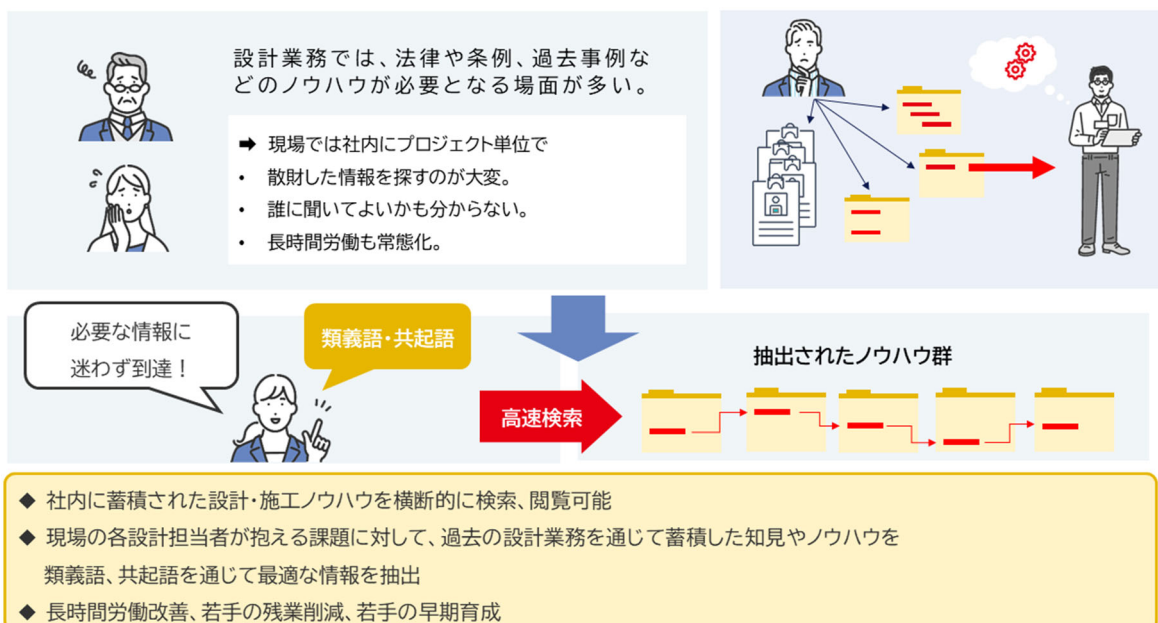 設計業務では、法律や条例、過去事例な
どのノウハウが必要となる場面が多い。
➡ 現場では社内にプロジェクト単位で
• 散財した情報を探すのが大変。
• 誰に聞いてよいかも分からない。
• 長時間労働も常態化。
必要な情報に
迷わず到達！
類義語・共起語
高速検索
抽出されたノウハウ群
◆ 社内に蓄積された設計・施工ノウハウを横断的に検索、閲覧可能
◆ 現場の各設計担当者が抱える課題に対して、過去の設計業務を通じて蓄積した知見やノウハウを
類義語、共起語を通じて最適な情報を抽出
◆ 長時間労働改善、若手の残業削減、若手の早期育成